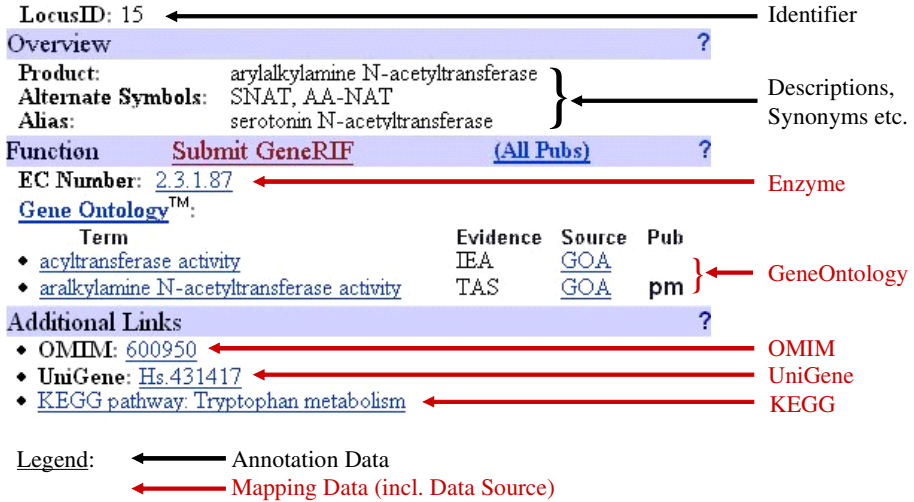 LocusID: 15 Identifier
Overview ?
Product: arylalkylamine N-acetyltransferase
Alternate Symbols: SNAT, AA-NAT Descriptions,
Alias: serotonin N-acetyltransferase Synonyms etc.
Function Submit GeneRIF (All Pubs) ?
EC Number: 2.3.1.87 Enzyme
Gene Ontology™:
Term Evidence Source Pub
• acyltransferase activity IEA GOA GeneOntology
• aralkylamine N-acetyltransferase activity TAS GOA pm
Additional Links ?
• OMIM: 600950 OMIM
• UniGene: Hs.431417 UniGene
• KEGG pathway: Tryptophan metabolism KEGG
Legend: Annotation Data
Mapping Data (incl. Data Source)